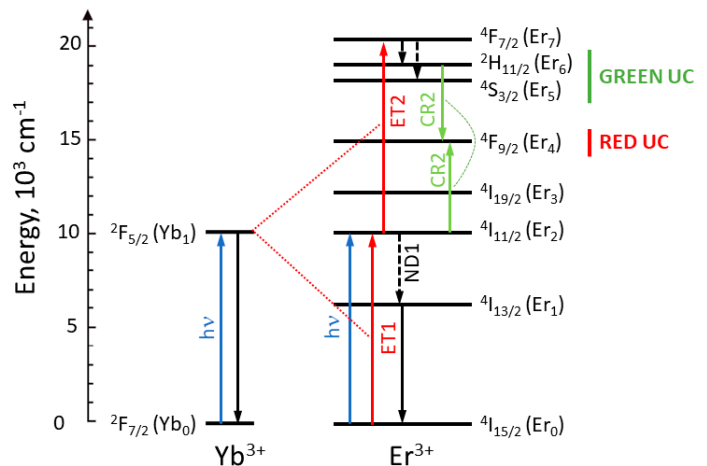 20
15
10
5
0
Energy, 10³ cm⁻¹
²F₅/₂ (Yb₁)
²F₇/₂ (Yb₀)
hν
Yb³⁺
hν
ET1
ET2
ND1
CR2
CR2
Er³⁺
⁴F₇/₂ (Er₇)
²H₁₁/₂ (Er₆)
⁴S₃/₂ (Er₅)
⁴F₉/₂ (Er₄)
⁴I₁₉/₂ (Er₃)
⁴I₁₁/₂ (Er₂)
⁴I₁₃/₂ (Er₁)
⁴I₁₅/₂ (Er₀)
GREEN UC
RED UC